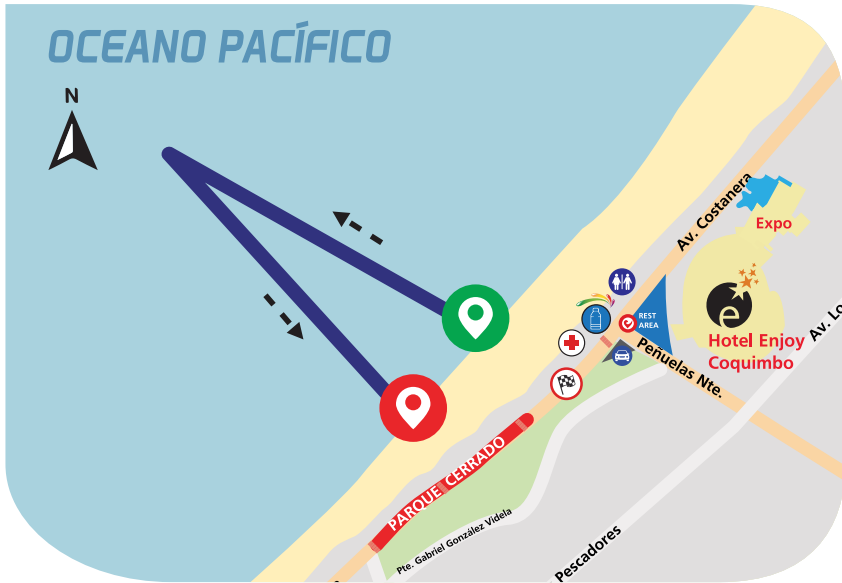 OCEANO PACÍFICO
N
Av. Costanera
Expo
REST
AREA
e
Hotel Enjoy
Coquimbo
Peñuelas Nte.
PARQUE CERRADO
Pte. Gabriel González Videla
Pescadores